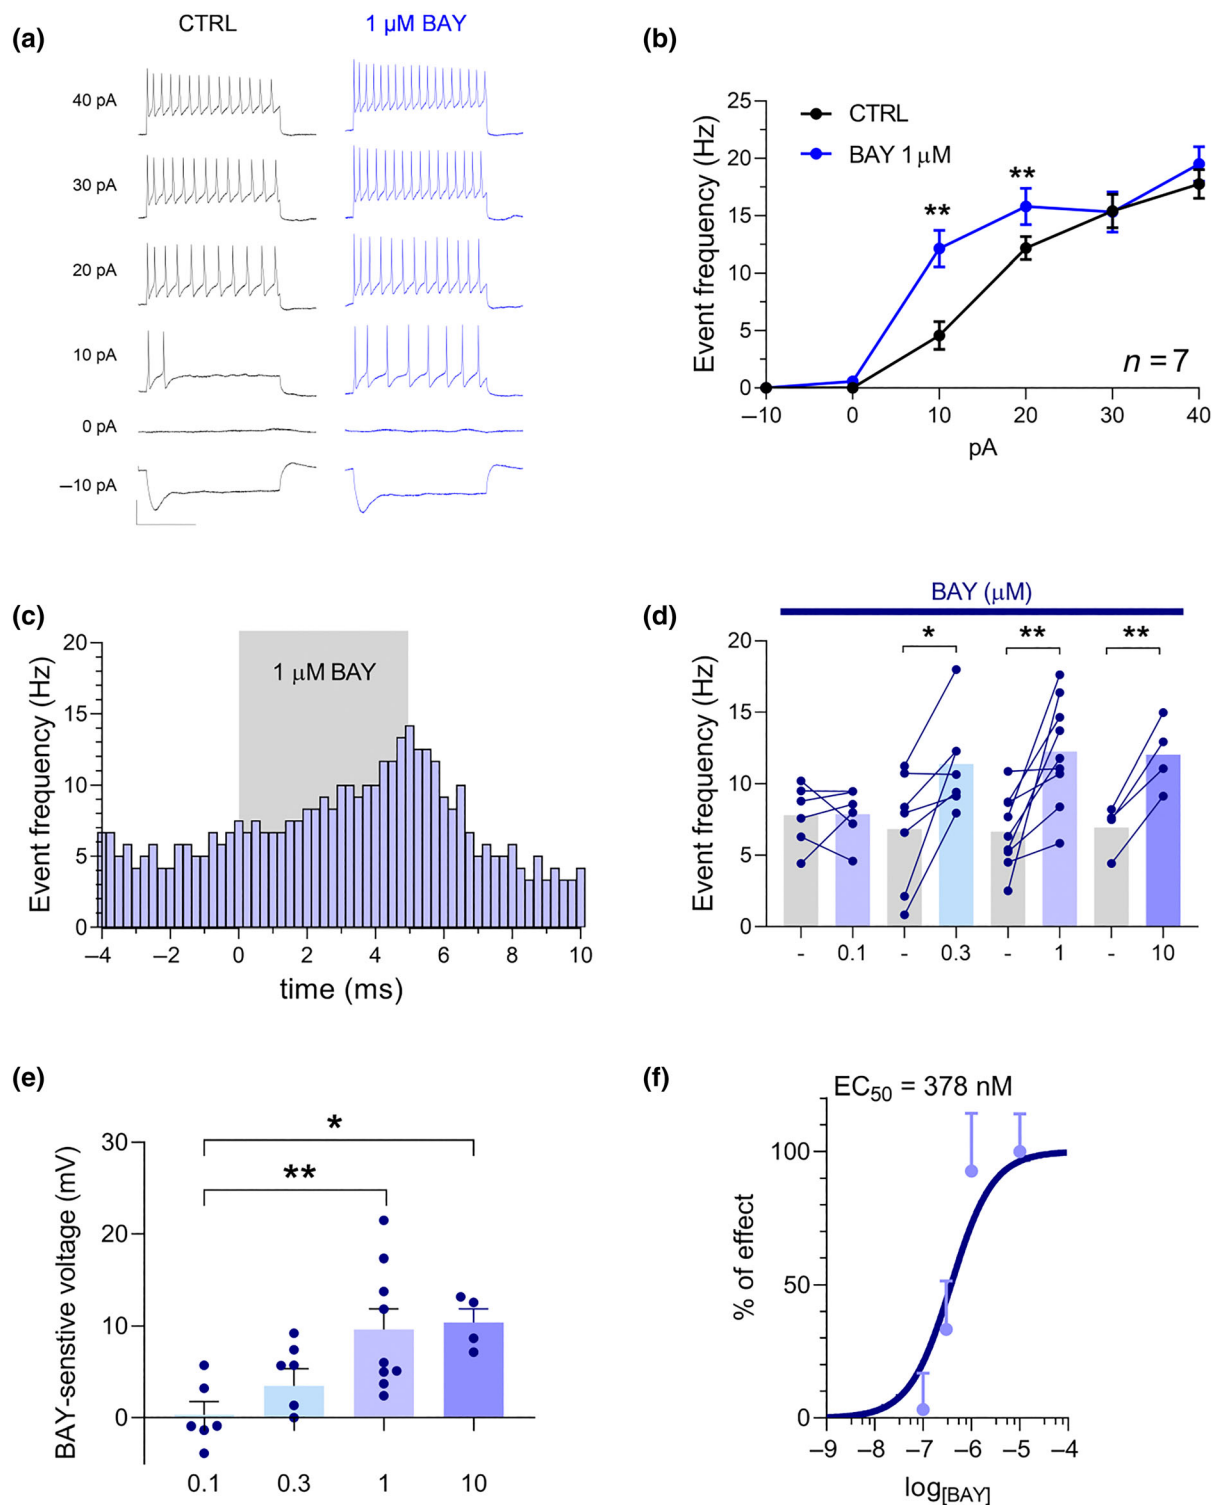 (a)
CTRL
1 µM BAY
40 pA
30 pA
20 pA
10 pA
0 pA
–10 pA
(b)
Event frequency (Hz)
25
20
15
10
5
0
CTRL
BAY 1 µM
**
**
n = 7
–10
0
10
20
30
40
pA
(c)
Event frequency (Hz)
20
15
10
5
0
1 µM BAY
–4
–2
0
2
4
6
8
10
time (ms)
(d)
BAY (µM)
Event frequency (Hz)
20
15
10
5
0
*
**
**
-
0.1
-
0.3
-
1
-
10
(e)
BAY-senstive voltage (mV)
30
20
10
0
*
**
0.1
0.3
1
10
(f)
EC50 = 378 nM
% of effect
100
50
0
–9
–8
–7
–6
–5
–4
log[BAY]